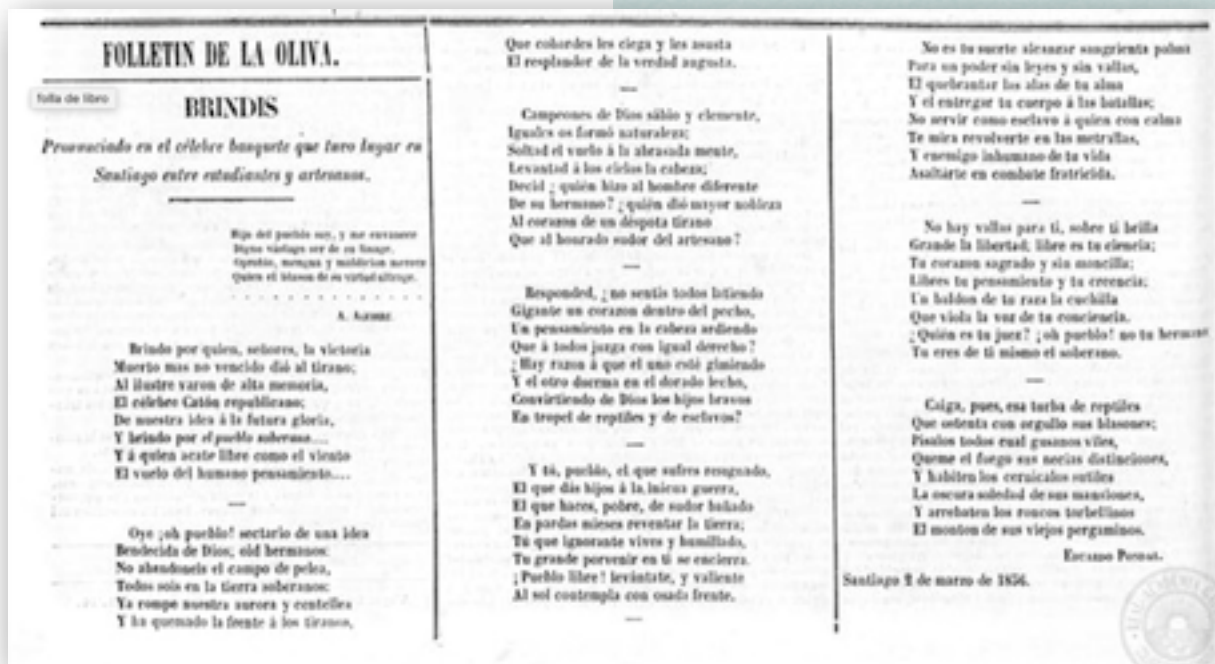 FOLLETIN DE LA OLIVA.
folla de libro
BRINDIS
Pronunciado en el célebre banquete que tuvo lugar en
Santiago entre estudiantes y artesanos.
Hijo del pueblo soy, y me envanece
Digno vástago ser de su linage,
Oprobio, mengua y maldicion merece
Quien el blason de su virtud ultraje.
A. AGUIRRE.
Brindo por quien, señores, la victoria
Muerto mas no vencido dió al tirano;
Al ilustre varon de alta memoria,
El célebre Catón republicano;
De nuestra idea á la futura gloria,
Y brindo por el pueblo soberano....
Y á quien acate libre como el viento
El vuelo del humano pensamiento....
Oye ¡oh pueblo! sectario de una idea
Bendecida de Dios; oid hermanos:
No abandoneis el campo de pelea,
Todos sois en la tierra soberanos:
Ya rompe nuestra aurora y centellea
Y ha quemado la frente á los tiranos,
Que cobardes les ciega y les asusta
El resplandor de la verdad augusta.
Campeones de Dios sábio y clemente,
Iguales os formó naturaleza;
Soltad el vuelo á la abrasada mente,
Levantad á los cielos la cabeza;
Decid ¿quién hizo al hombre diferente
De su hermano? ¿quién dió mayor nobleza
Al corazon de un déspota tirano
Que al honrado sudor del artesano?
Responded, ¿no sentis todos latiendo
Gigante un corazon dentro del pecho,
Un pensamiento en la cabeza ardiendo
Que á todos juzga con igual derecho?
¿Hay razon á que el uno esté gimiendo
Y el otro duerma en el dorado lecho,
Convirtiendo de Dios los hijos bravos
En tropel de reptiles y de esclavos?
Y tú, pueblo, el que sufres resignado,
El que dás hijos á la inicua guerra,
El que haces, pobre, de sudor bañado
En pardas mieses reventar la tierra;
Tú que ignorante vives y humillado,
Tu grande porvenir en ti se encierra.
¡Pueblo libre! levántate, y valiente
Al sol contempla con osada frente.
No es tu suerte alcanzar sangrienta palma
Para un poder sin leyes y sin vallas,
El quebrantar las alas de tu alma
Y el entregar tu cuerpo á las batallas;
No servir como esclavo á quien con calma
Te mira revolverte en las metrallas,
Y enemigo inhumano de tu vida
Asaltarte en combate fratricida.
No hay vallas para ti, sobre ti brilla
Grande la libertad; libre es tu ciencia;
Tu corazon sagrado y sin mancilla;
Libres tu pensamiento y tu creencia;
Un baldon de tu raza la cuchilla
Que viola la voz de tu conciencia.
¿Quién es tu juez? ¡oh pueblo! no tu hermano
Tu eres de ti mismo el soberano.
Caiga, pues, esa turba de reptiles
Que ostenta con orgullo sus blasones;
Písalos todos cual gusanos viles,
Queme el fuego sus necias distinciones,
Y habiten los cernicalos sutiles
La oscura soledad de sus mansiones,
Y arrebaten los roncos torbellinos
El monton de sus viejos pergaminos.
EDUARDO PONDAL.
Santiago 2 de marzo de 1856.